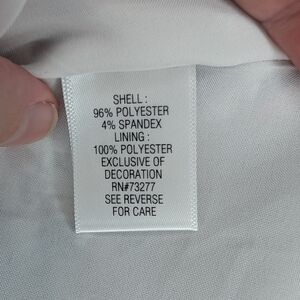 SHELL :
96% POLYESTER
4% SPANDEX
LINING :
100% POLYESTER
EXCLUSIVE OF
DECORATION
RN#73277
SEE REVERSE
FOR CARE